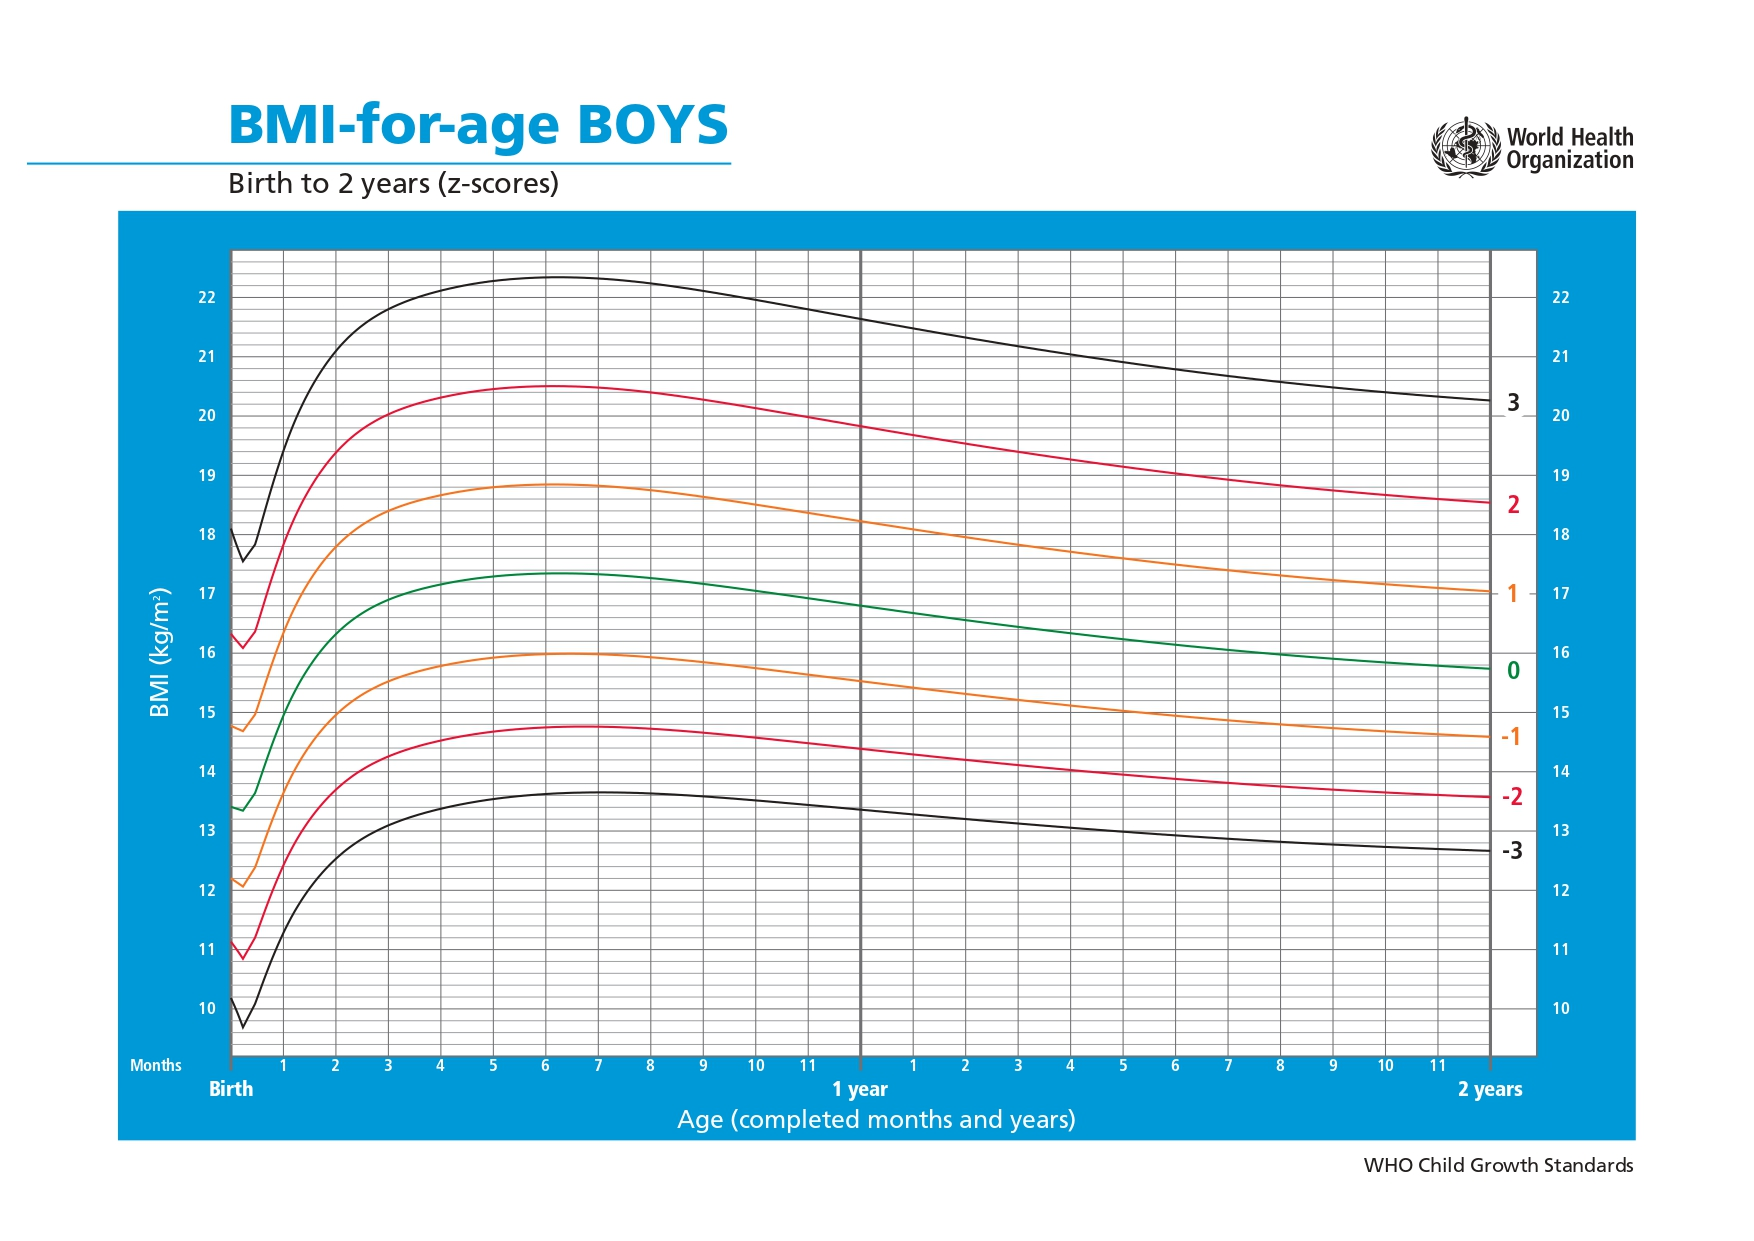 BMI-for-age BOYS
Birth to 2 years (z-scores)
World Health
Organization
22 22
21 21
3
20 20
19 19
2
18 18
17 1 17
BMI (kg/m²)
16 16
0
15 15
-1
14 14
-2
13 13
-3
12 12
11 11
10 10
Months 1 2 3 4 5 6 7 8 9 10 11 1 2 3 4 5 6 7 8 9 10 11
Birth 1 year 2 years
Age (completed months and years)
WHO Child Growth Standards